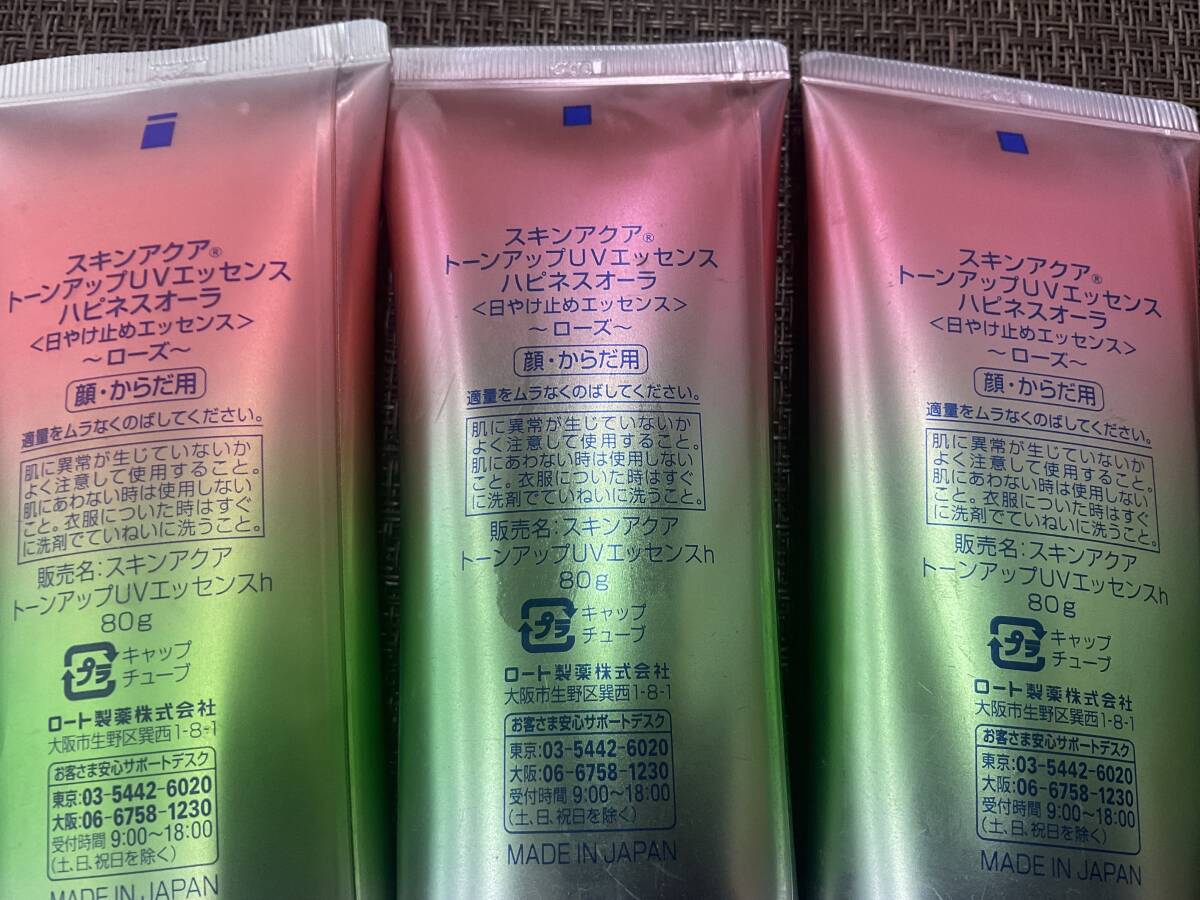 スキンアクア®
トーンアップUVエッセンス
ハピネスオーラ
<日やけ止めエッセンス>
～ローズ～
顔・からだ用
適量をムラなくのばしてください。
肌に異常が生じていないか
よく注意して使用すること。
肌にあわない時は使用しない
こと。衣服についた時はすぐ
に洗剤でていねいに洗うこと。
販売名：スキンアクア
トーンアップUVエッセンスh
80g
プラ
キャップ
チューブ
ロート製薬株式会社
大阪市生野区巽西1-8-1
お客さま安心サポートデスク
東京:03-5442-6020
大阪:06-6758-1230
受付時間 9:00～18:00
(土、日、祝日を除く)
MADE IN JAPAN
スキンアクア®
トーンアップUVエッセンス
ハピネスオーラ
<日やけ止めエッセンス>
～ローズ～
顔・からだ用
適量をムラなくのばしてください。
肌に異常が生じていないか
よく注意して使用すること。
肌にあわない時は使用しない
こと。衣服についた時はすぐ
に洗剤でていねいに洗うこと。
販売名：スキンアクア
トーンアップUVエッセンスh
80g
プラ
キャップ
チューブ
ロート製薬株式会社
大阪市生野区巽西1-8-1
お客さま安心サポートデスク
東京:03-5442-6020
大阪:06-6758-1230
受付時間 9:00～18:00
(土、日、祝日を除く)
MADE IN JAPAN
スキンアクア®
トーンアップUVエッセンス
ハピネスオーラ
<日やけ止めエッセンス>
～ローズ～
顔・からだ用
適量をムラなくのばしてください。
肌に異常が生じていないか
よく注意して使用すること。
肌にあわない時は使用しない
こと。衣服についた時はすぐ
に洗剤でていねいに洗うこと。
販売名：スキンアクア
トーンアップUVエッセンスh
80g
プラ
キャップ
チューブ
ロート製薬株式会社
大阪市生野区巽西1-8-1
お客さま安心サポートデスク
東京:03-5442-6020
大阪:06-6758-1230
受付時間 9:00～18:00
(土、日、祝日を除く)
MADE IN JAPAN